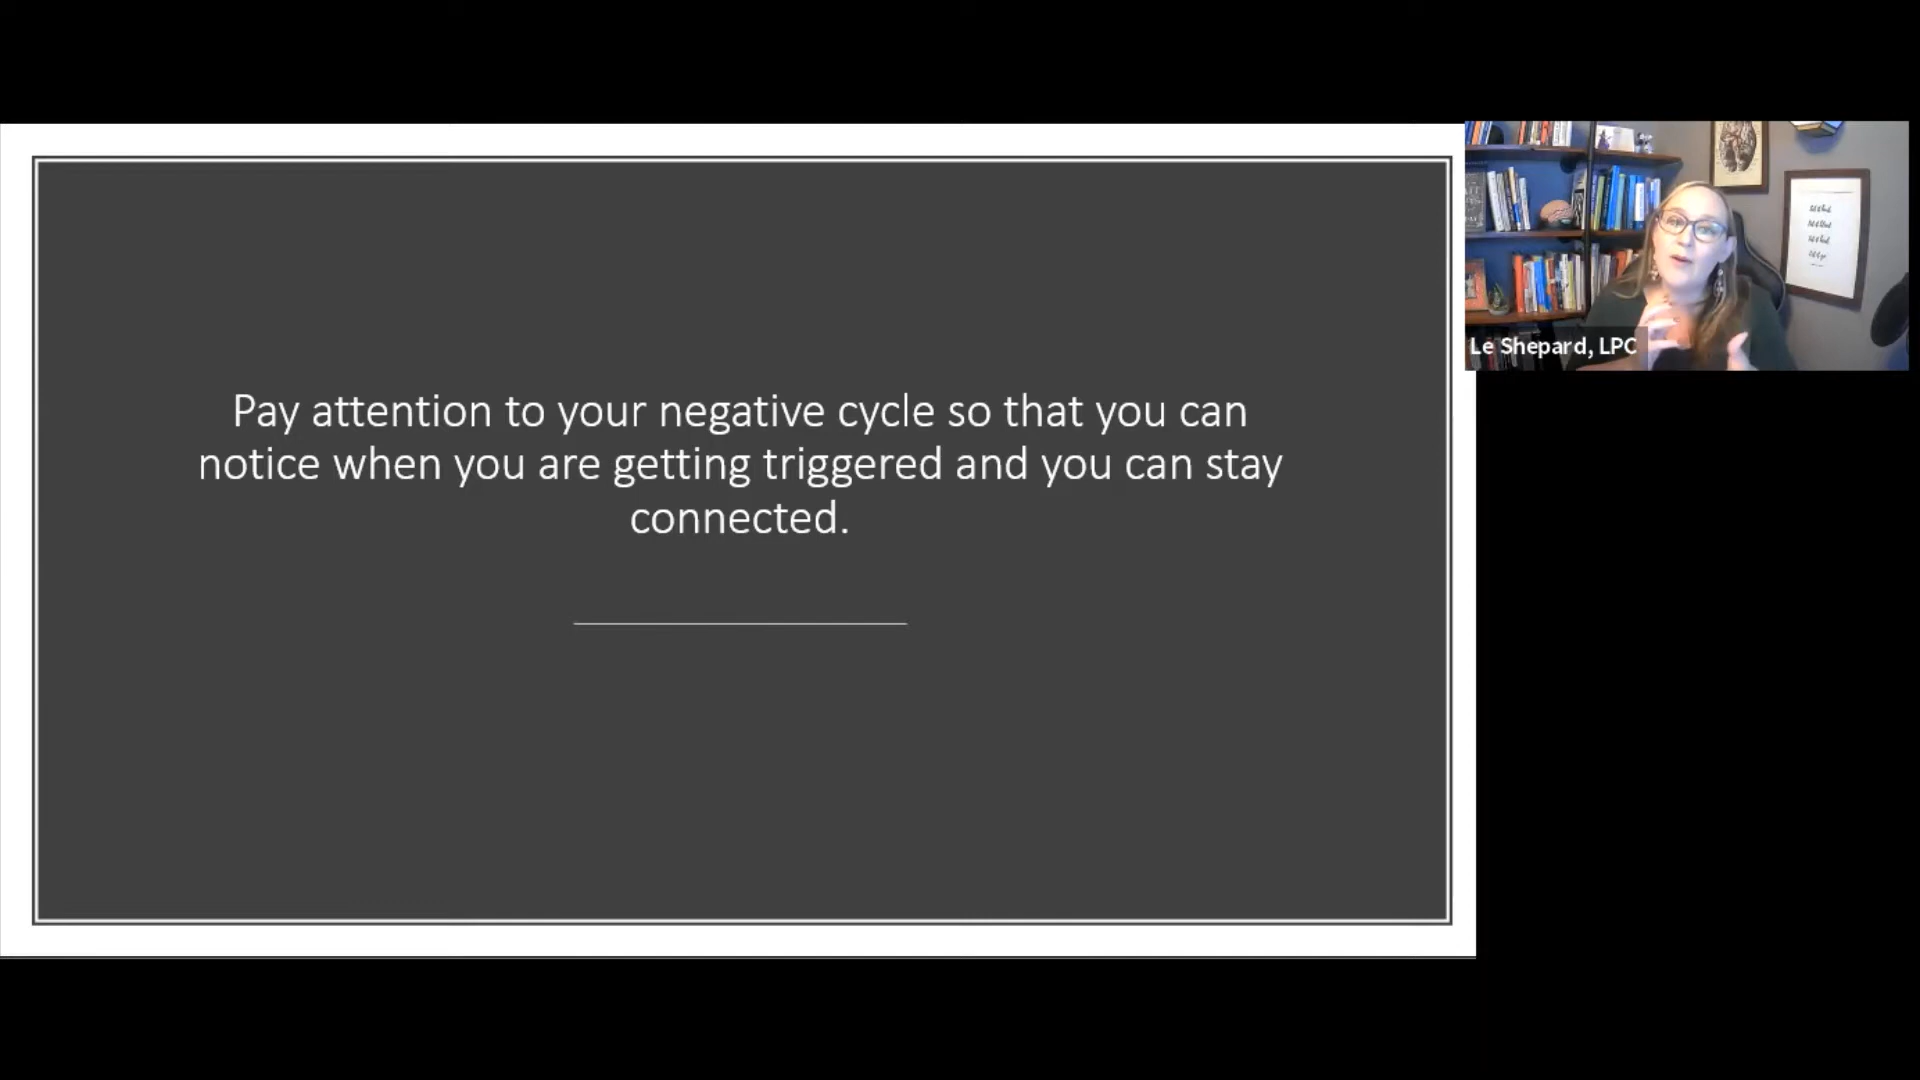 Pay attention to your negative cycle so that you can
notice when you are getting triggered and you can stay
connected.
Le Shepard, LPC